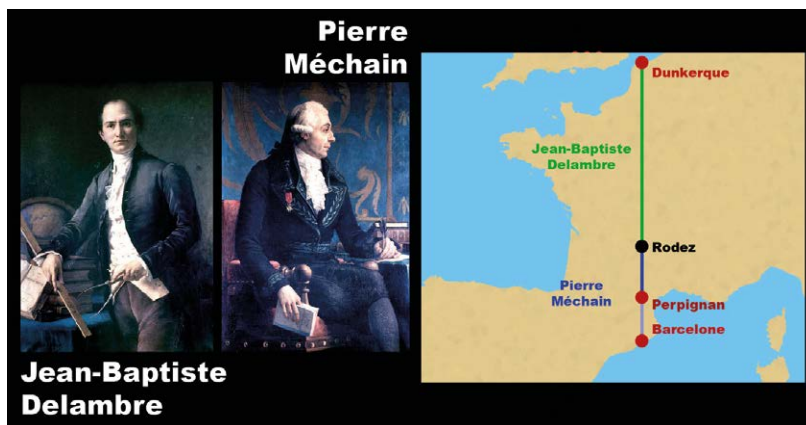 Pierre
Méchain
Jean-Baptiste
Delambre
Dunkerque
Jean-Baptiste
Delambre
Rodez
Pierre
Méchain
Perpignan
Barcelone